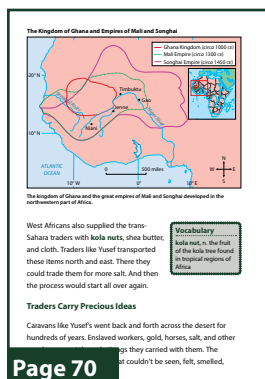 The Kingdom of Ghana and Empires of Mali and Songhai
Ghana Kingdom (circa 1000 CE)
Mali Empire (circa 1300 CE)
Songhai Empire (circa 1450 CE)
20°N
Timbuktu
Gao
Jenne
Niani
10°N
ATLANTIC
OCEAN
0
500 miles
N
W
E
S
10°W
0°
10°E
The kingdom of Ghana and the great empires of Mali and Songhai developed in the
northwestern part of Africa.
West Africans also supplied the trans-
Sahara traders with kola nuts, shea butter,
and cloth. Traders like Yusef transported
these items north and east. There they
could trade them for more salt. And then
the process would start all over again.
Vocabulary
kola nut, n. the fruit
of the kola tree found
in tropical regions of
Africa
Traders Carry Precious Ideas
Caravans like Yusef's went back and forth across the desert for
hundreds of years. Enslaved workers, gold, horses, salt, and other
things they carried with them. The
couldn't be seen, felt, smelled,
Page 70